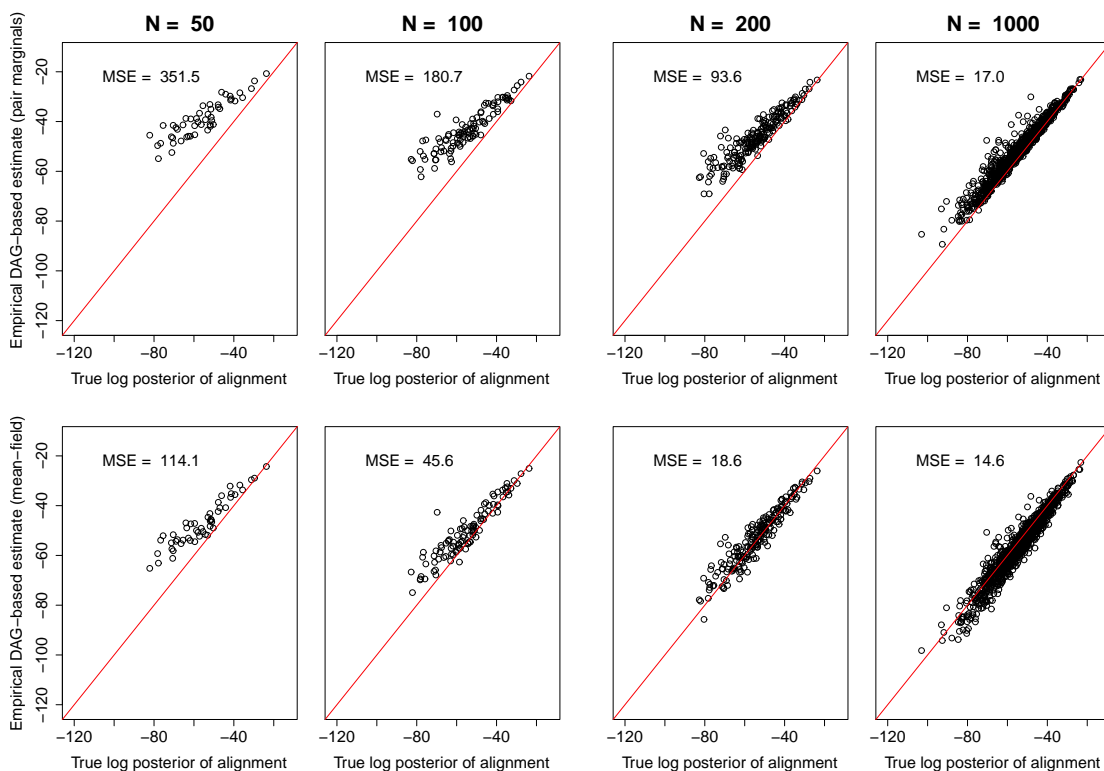 N = 50
N = 100
N = 200
N = 1000
Empirical DAG−based estimate (pair marginals)
−20
−40
−60
−80
−100
−120
MSE = 351.5
MSE = 180.7
MSE = 93.6
MSE = 17.0
−120 −80 −40
−120 −80 −40
−120 −80 −40
−120 −80 −40
True log posterior of alignment
True log posterior of alignment
True log posterior of alignment
True log posterior of alignment
Empirical DAG−based estimate (mean−field)
−20
−40
−60
−80
−100
−120
MSE = 114.1
MSE = 45.6
MSE = 18.6
MSE = 14.6
−120 −80 −40
−120 −80 −40
−120 −80 −40
−120 −80 −40
True log posterior of alignment
True log posterior of alignment
True log posterior of alignment
True log posterior of alignment